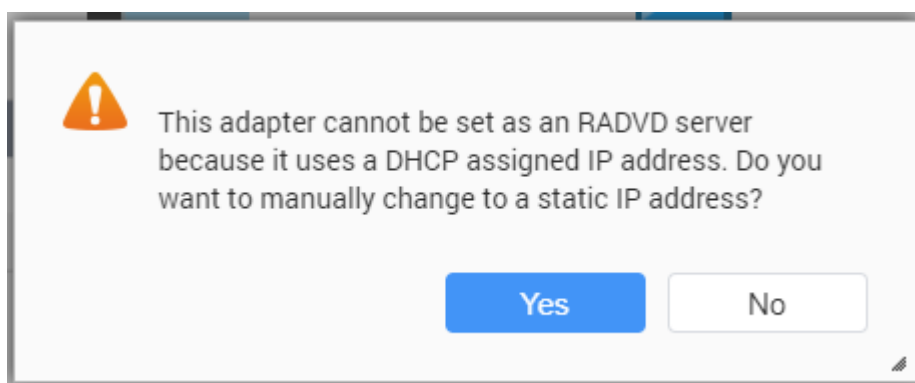 This adapter cannot be set as an RADVD server
because it uses a DHCP assigned IP address. Do you
want to manually change to a static IP address?
Yes
No